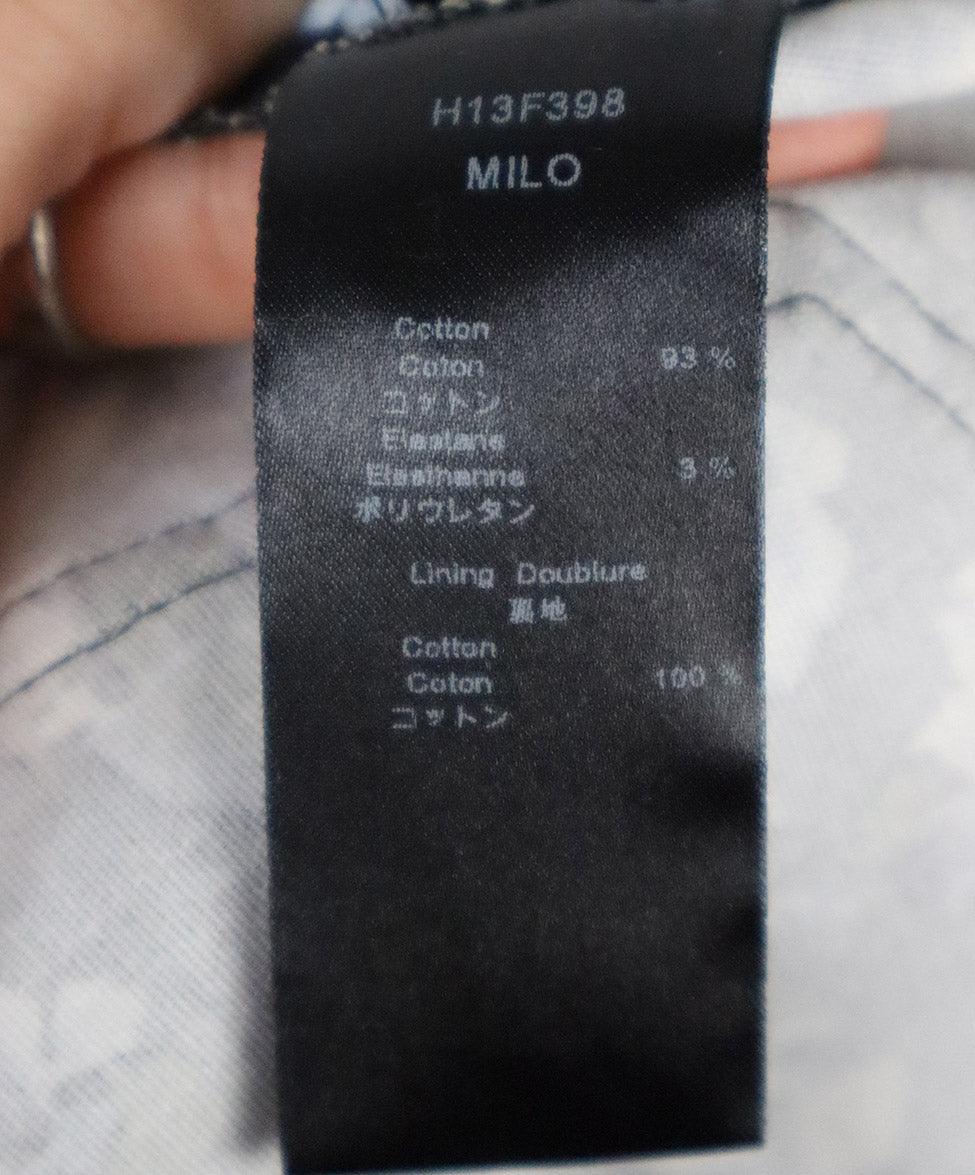 H13F398
MILO
Cotton
Coton 93 %
コットン
Elastane
Elasthanne 3 %
ポリウレタン
Lining Doublure
裏地
Cotton
Coton 100 %
コットン